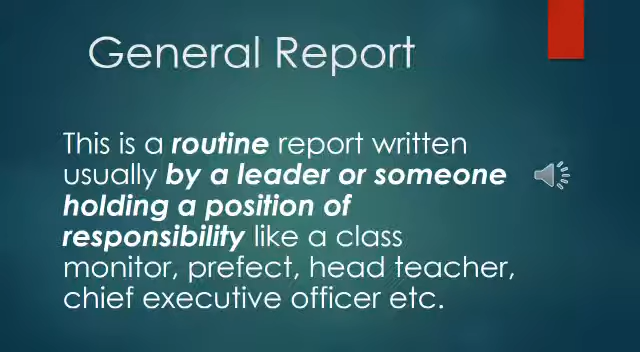 General Report
This is a routine report written
usually by a leader or someone
holding a position of
responsibility like a class
monitor, prefect, head teacher,
chief executive officer etc.